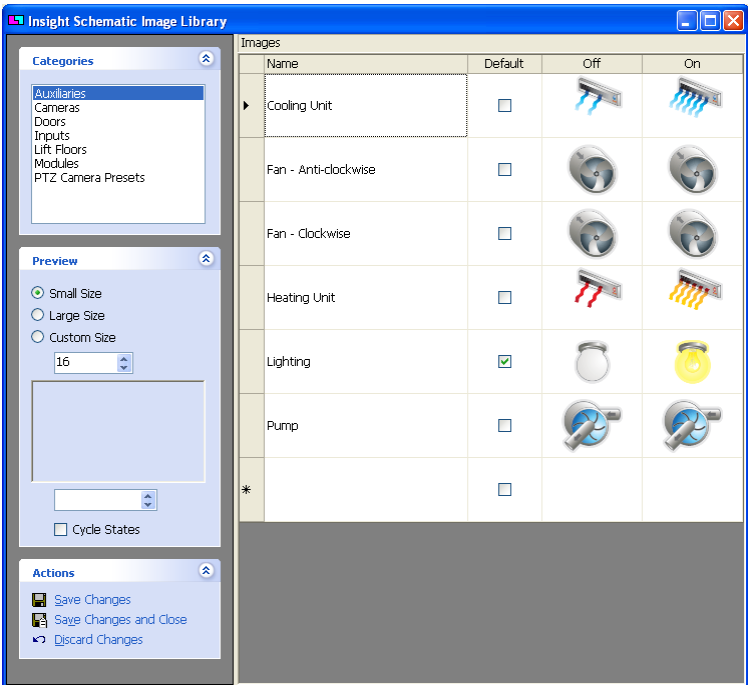 Insight Schematic Image Library
Categories
Auxiliaries
Cameras
Doors
Inputs
Lift Floors
Modules
PTZ Camera Presets
Preview
Small Size
Large Size
Custom Size
16
Cycle States
Actions
Save Changes
Save Changes and Close
Discard Changes
Images
Name Default Off On
Cooling Unit
Fan - Anti-clockwise
Fan - Clockwise
Heating Unit
Lighting
Pump